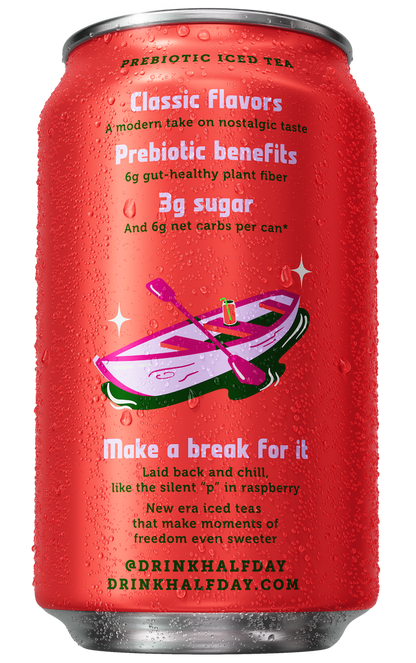 PREBIOTIC ICED TEA
Classic flavors
A modern take on nostalgic taste
Prebiotic benefits
6g gut-healthy plant fiber
3g sugar
And 6g net carbs per can*
Make a break for it
Laid back and chill,
like the silent "p" in raspberry
New era iced teas
that make moments of
freedom even sweeter
@DRINKHALFDAY
DRINKHALFDAY.COM